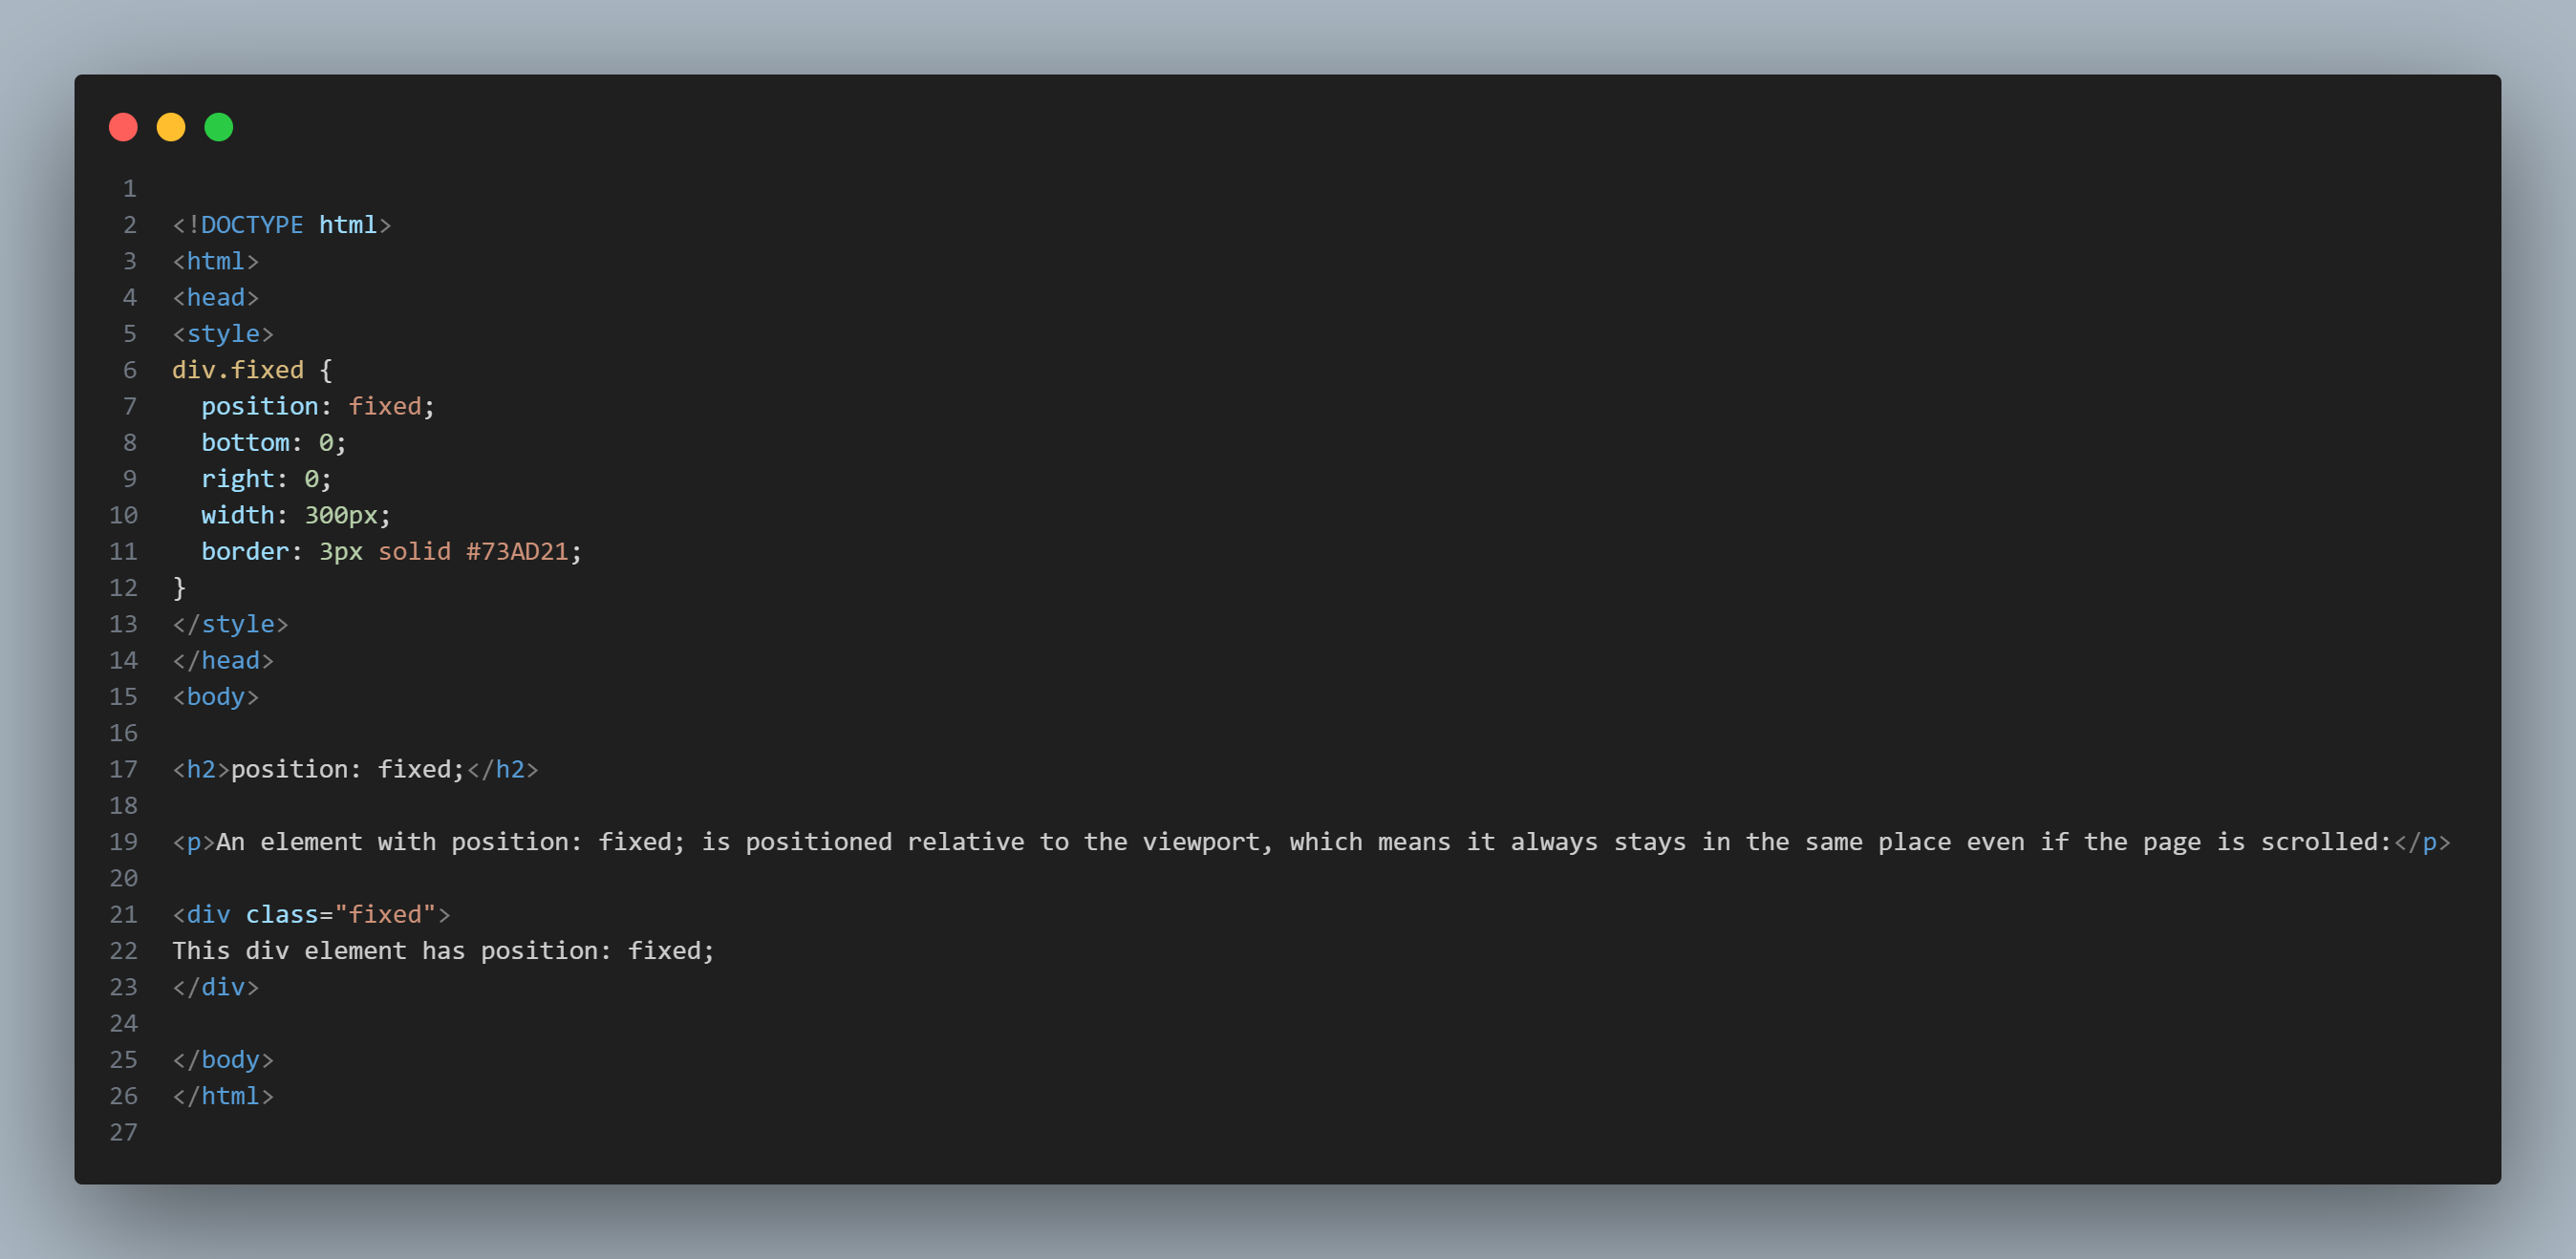 1
2 <!DOCTYPE html>
3 <html>
4 <head>
5 <style>
6 div.fixed {
7   position: fixed;
8   bottom: 0;
9   right: 0;
10   width: 300px;
11   border: 3px solid #73AD21;
12 }
13 </style>
14 </head>
15 <body>
16
17 <h2>position: fixed;</h2>
18
19 <p>An element with position: fixed; is positioned relative to the viewport, which means it always stays in the same place even if the page is scrolled:</p>
20
21 <div class="fixed">
22 This div element has position: fixed;
23 </div>
24
25 </body>
26 </html>
27